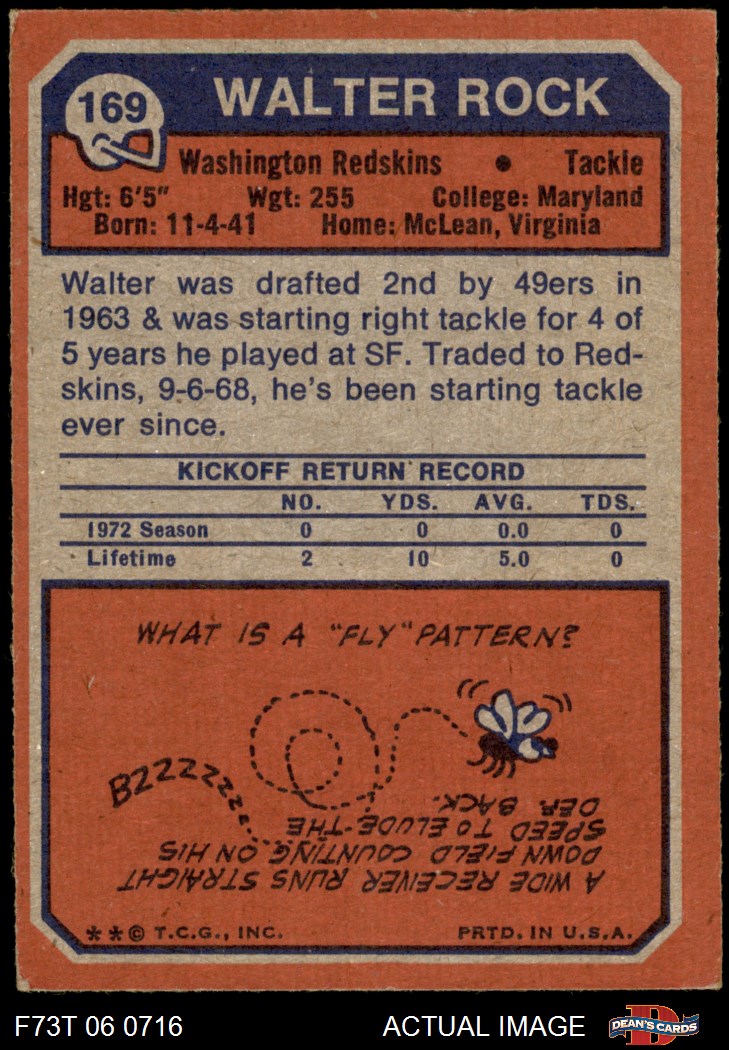 169
WALTER ROCK
Washington Redskins • Tackle
Hgt: 6'5" Wgt: 255 College: Maryland
Born: 11-4-41 Home: McLean, Virginia
Walter was drafted 2nd by 49ers in
1963 & was starting right tackle for 4 of
5 years he played at SF. Traded to Red-
skins, 9-6-68, he's been starting tackle
ever since.
KICKOFF RETURN RECORD
NO. YDS. AVG. TDS.
1972 Season 0 0 0.0 0
Lifetime 2 10 5.0 0
WHAT IS A "FLY" PATTERN?
BZZZZZZZZ
A WIDE RECEIVER RUNS STRAIGHT
DOWN FIELD COUNTING ON HIS
SPEED TO ELUDE THE
DEF. BACK.
** © T.C.G., INC. PRTD. IN U.S.A.
F73T 06 0716 ACTUAL IMAGE D DEAN'S CARDS